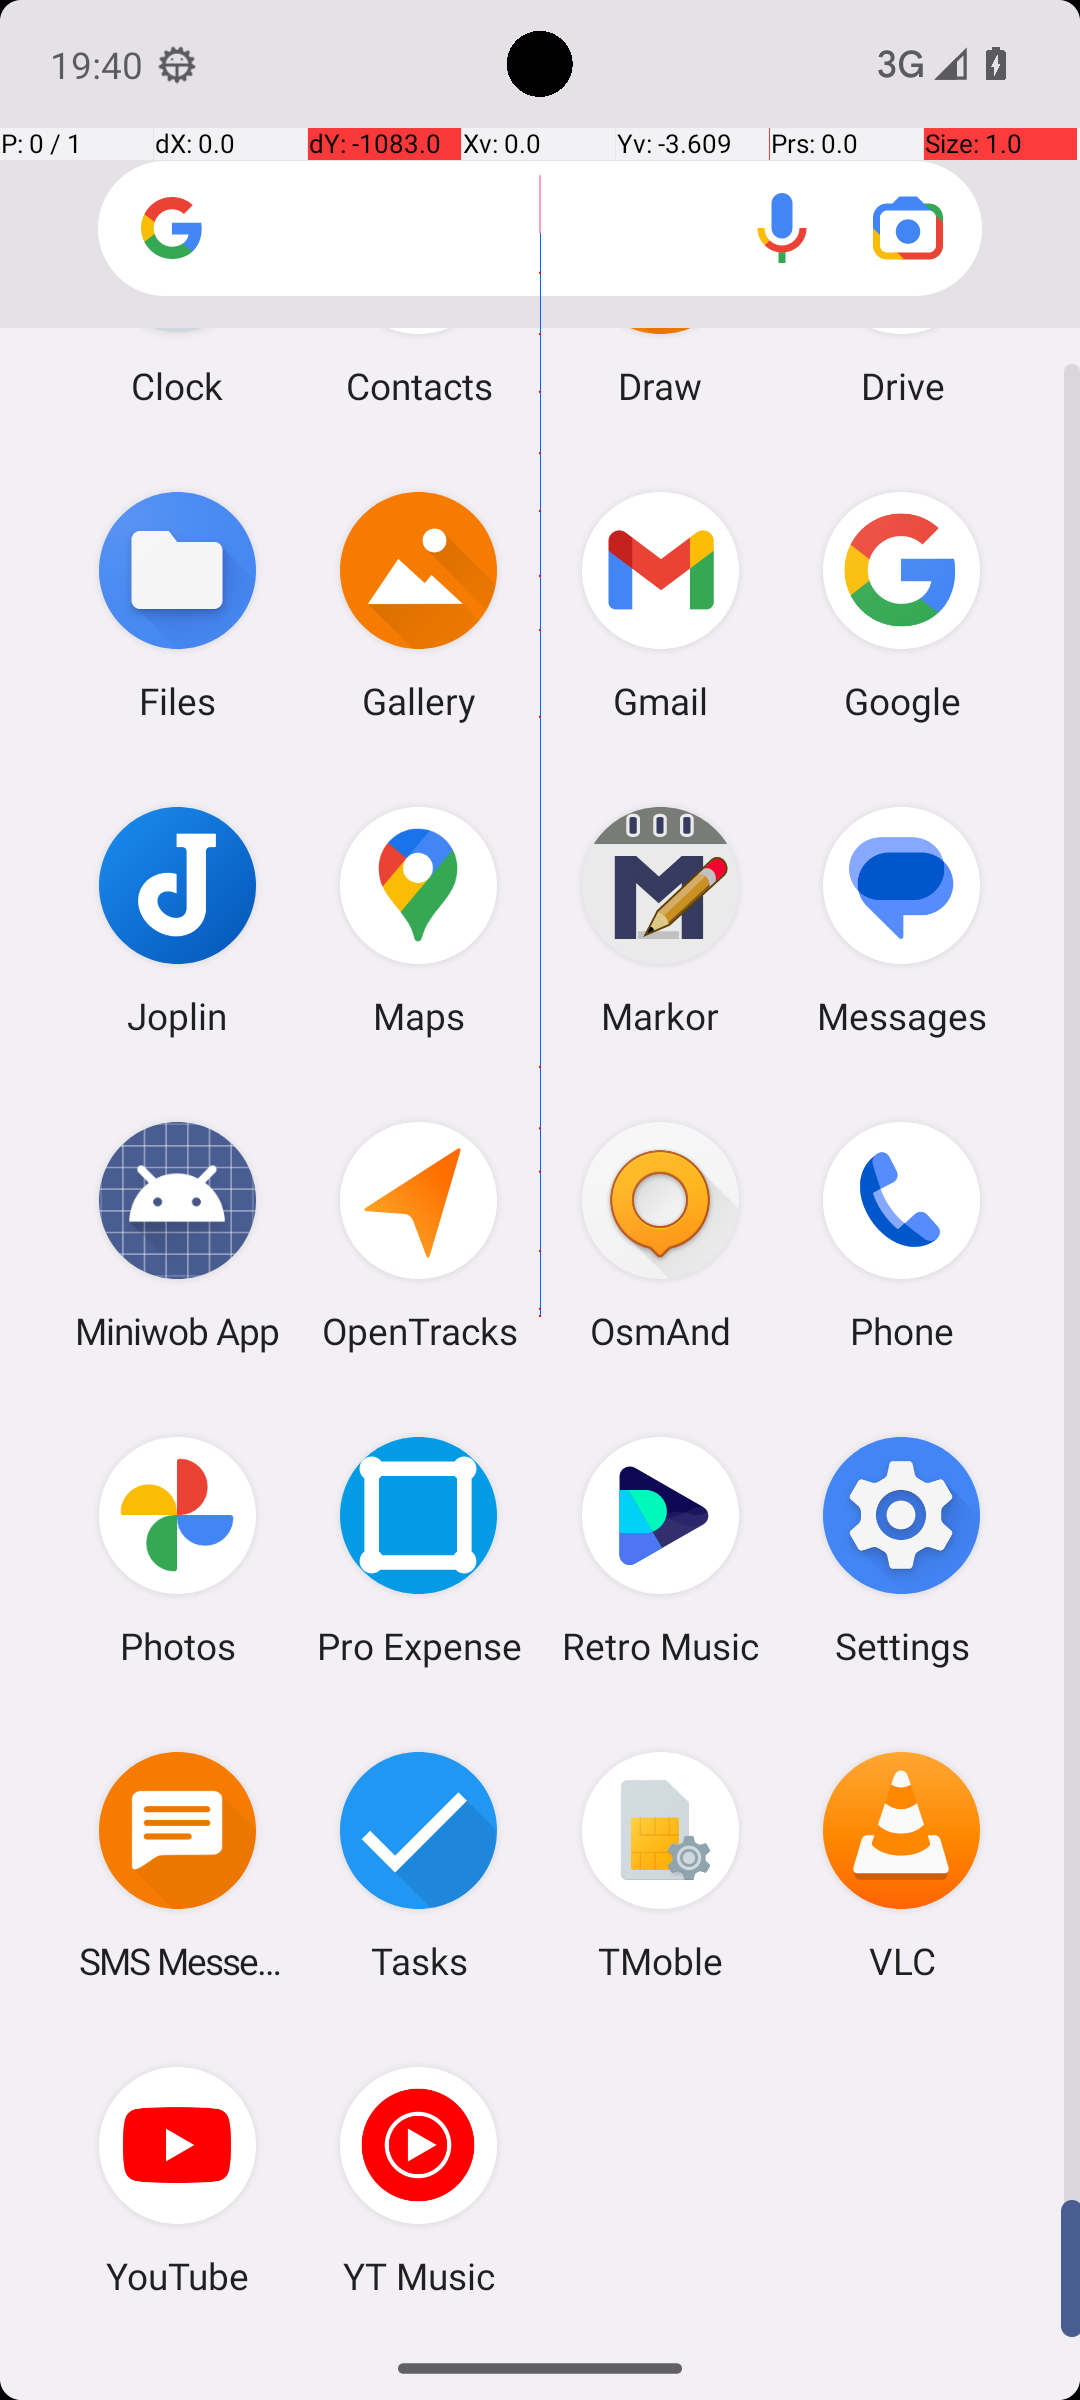 19:40 3G
P: 0 / 1 dX: 0.0 dY: -1083.0 Xv: 0.0 Yv: -3.609 Prs: 0.0 Size: 1.0
Clock Contacts Draw Drive
Files Gallery Gmail Google
Joplin Maps Markor Messages
Miniwob App OpenTracks OsmAnd Phone
Photos Pro Expense Retro Music Settings
SMS Messe... Tasks TMoble VLC
YouTube YT Music